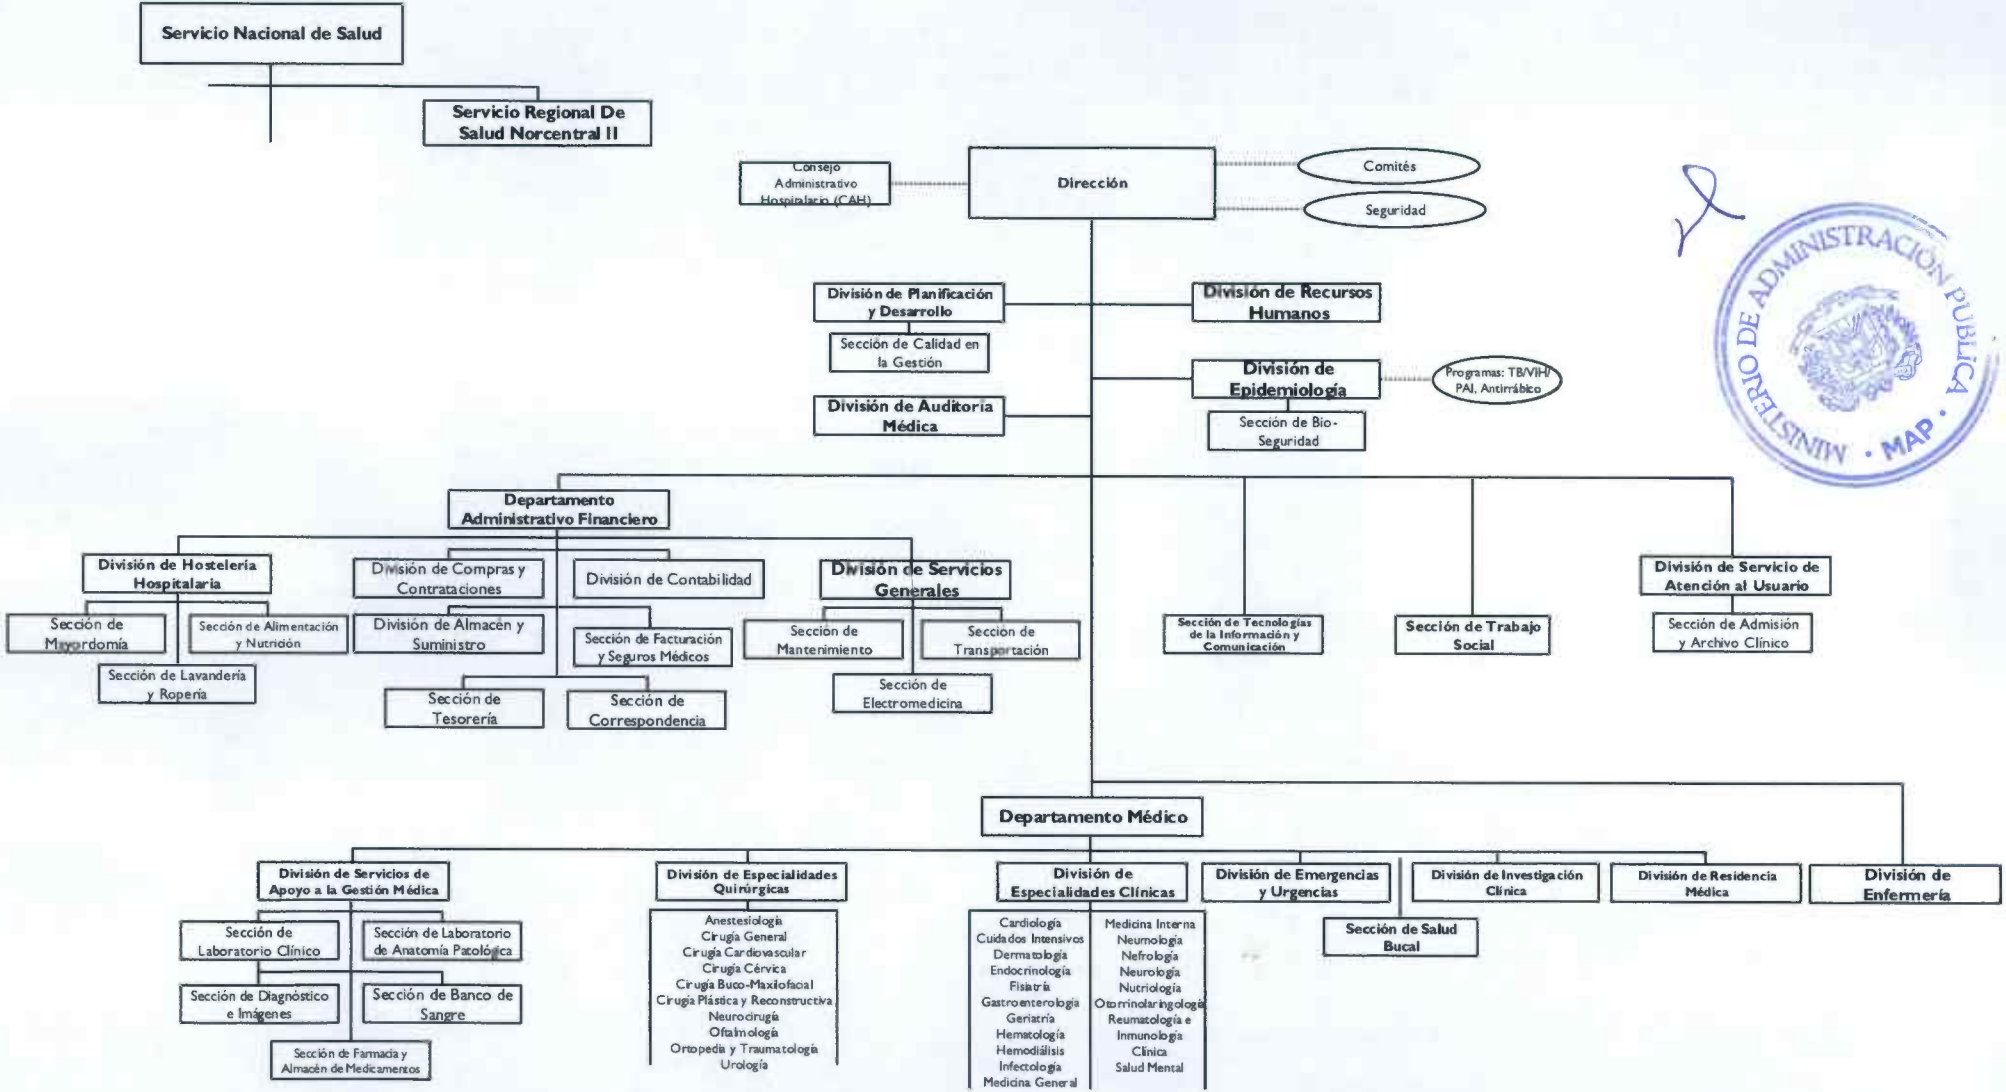 Servicio Nacional de Salud
Servicio Regional De
Salud Norcentral II
Consejo
Administrativo
Hospitalario (CAH)
Dirección
Comités
Seguridad
División de Planificación
y Desarrollo
Sección de Calidad en
la Gestión
División de Recursos
Humanos
División de
Epidemiología
Programas: TB/VIH/
PAI, Antirrábico
División de Auditoría
Médica
Sección de Bio-
Seguridad
MINISTERIO DE ADMINISTRACIÓN PÚBLICA
· MAP ·
Departamento
Administrativo Financiero
División de Hostelería
Hospitalaria
División de Compras y
Contrataciones
División de Contabilidad
División de Servicios
Generales
División de Servicio de
Atención al Usuario
Sección de
Mayordomía
Sección de Alimentación
y Nutrición
Sección de Lavandería
y Ropería
División de Almacén y
Suministro
Sección de Facturación
y Seguros Médicos
Sección de
Tesorería
Sección de
Correspondencia
Sección de
Mantenimiento
Sección de
Transportación
Sección de
Electromedicina
Sección de Tecnologías
de la Información y
Comunicación
Sección de Trabajo
Social
Sección de Admisión
y Archivo Clínico
Departamento Médico
División de Servicios de
Apoyo a la Gestión Médica
División de Especialidades
Quirúrgicas
División de
Especialidades Clínicas
División de Emergencias
y Urgencias
División de Investigación
Clínica
División de Residencia
Médica
División de
Enfermería
Sección de
Laboratorio Clínico
Sección de Laboratorio
de Anatomía Patológica
Sección de Diagnóstico
e Imágenes
Sección de Banco de
Sangre
Sección de Farmacia y
Almacén de Medicamentos
Anestesiología
Cirugía General
Cirugía Cardiovascular
Cirugía Cérvica
Cirugía Buco-Maxilofacial
Cirugía Plástica y Reconstructiva
Neurocirugía
Oftalmología
Ortopedia y Traumatología
Urología
Cardiología
Cuidados Intensivos
Dermatología
Endocrinología
Fisiatría
Gastroenterología
Geriatría
Hematología
Hemodiálisis
Infectología
Medicina General
Medicina Interna
Neumología
Nefrología
Neurología
Nutriología
Otorrinolaringología
Reumatología e
Inmunología
Clínica
Salud Mental
Sección de Salud
Bucal